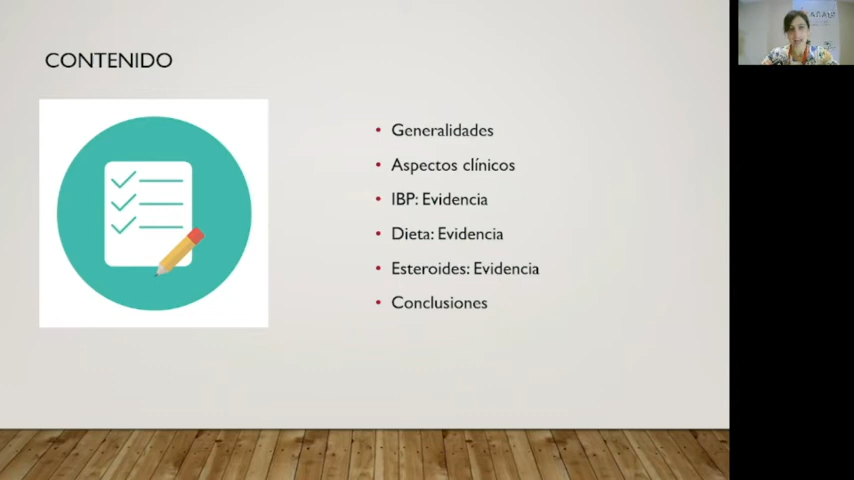 CONTENIDO
• Generalidades
• Aspectos clínicos
• IBP: Evidencia
• Dieta: Evidencia
• Esteroides: Evidencia
• Conclusiones